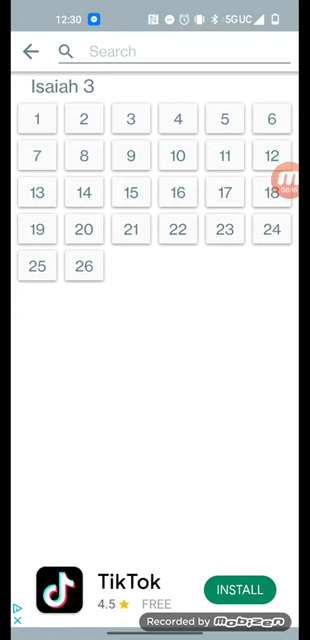 12:30 5GUC
Search
Isaiah 3
1 2 3 4 5 6
7 8 9 10 11 12
13 14 15 16 17 18
19 20 21 22 23 24
25 26
TikTok
4.5 FREE
INSTALL
Recorded by MOBIZEN